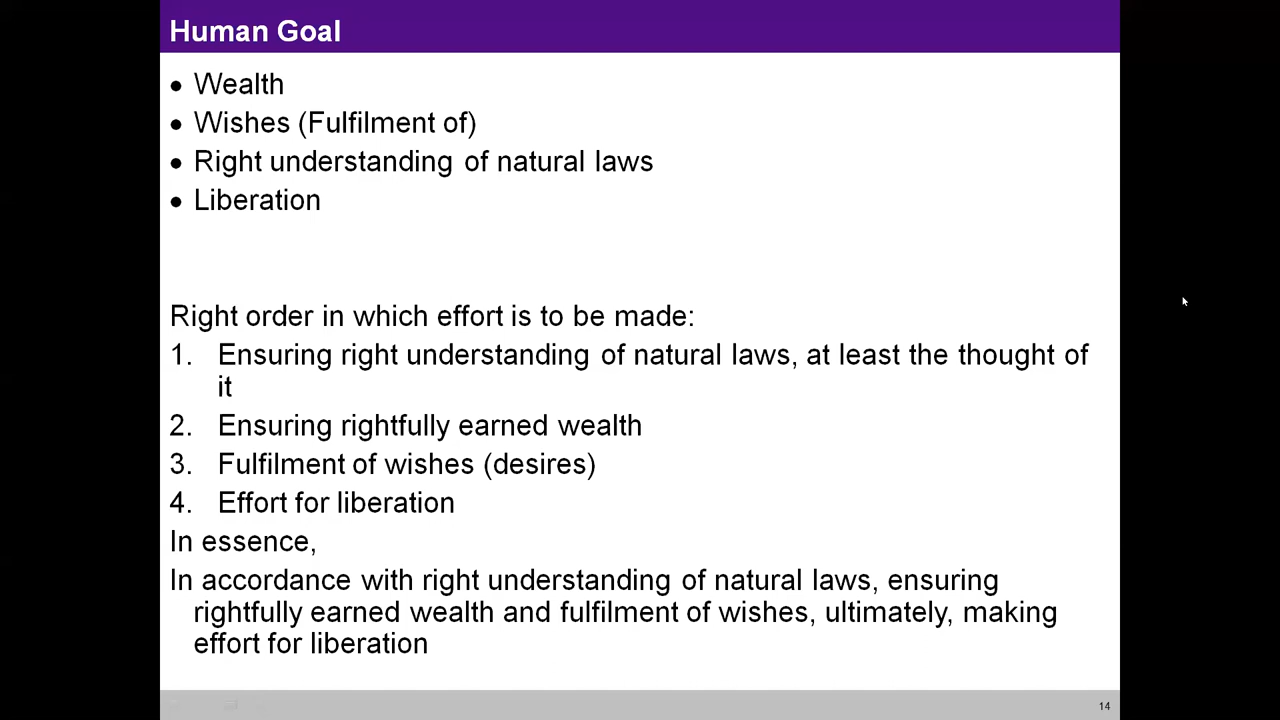 Human Goal
• Wealth
• Wishes (Fulfilment of)
• Right understanding of natural laws
• Liberation
Right order in which effort is to be made:
1. Ensuring right understanding of natural laws, at least the thought of
it
2. Ensuring rightfully earned wealth
3. Fulfilment of wishes (desires)
4. Effort for liberation
In essence,
In accordance with right understanding of natural laws, ensuring
rightfully earned wealth and fulfilment of wishes, ultimately, making
effort for liberation
14